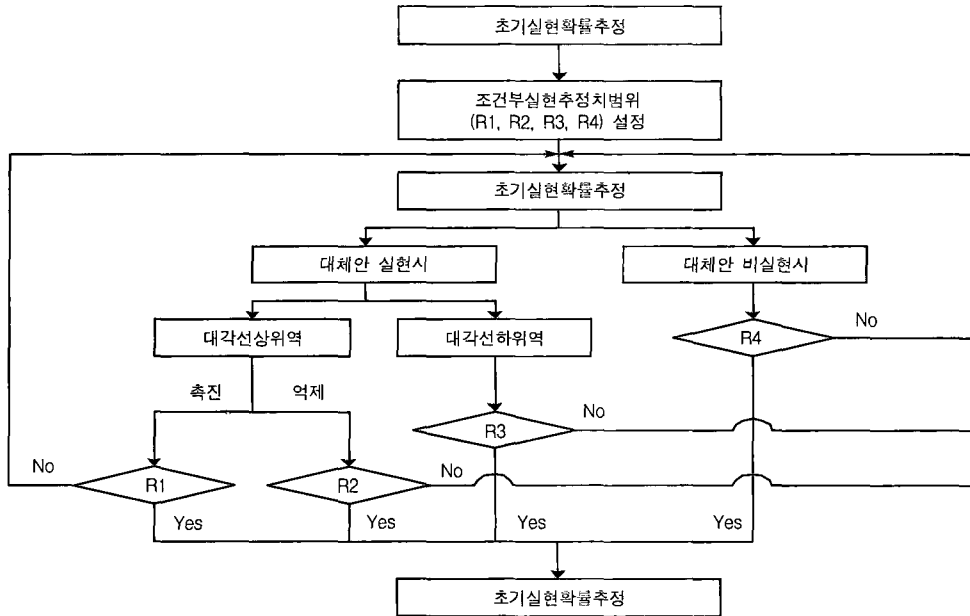 초기실현확률추정
조건부실현추정치범위
(R1, R2, R3, R4) 설정
초기실현확률추정
대체안 실현시
대체안 비실현시
대각선상위역
대각선하위역
R4
No
촉진
억제
R3
No
No
R1
R2
No
Yes
Yes
Yes
Yes
초기실현확률추정